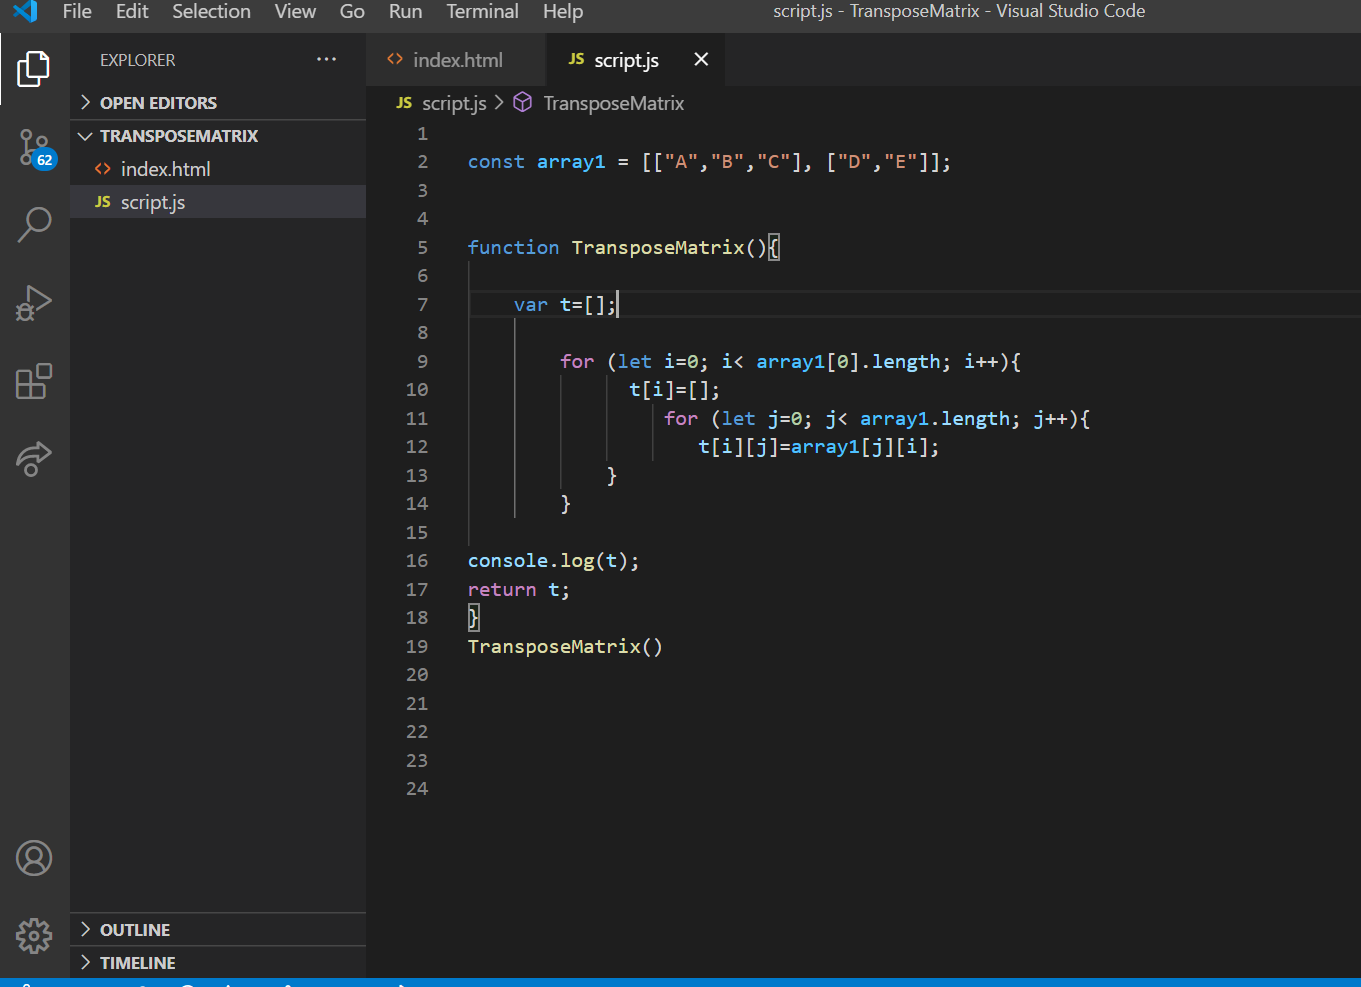 File Edit Selection View Go Run Terminal Help script.js - TransposeMatrix - Visual Studio Code
EXPLORER ···
OPEN EDITORS
TRANSPOSEMATRIX
index.html
JS script.js
62
OUTLINE
TIMELINE
index.html JS script.js
JS script.js > TransposeMatrix
1
2 const array1 = [["A","B","C"], ["D","E"]];
3
4
5 function TransposeMatrix(){
6
7 var t=[];
8
9 for (let i=0; i< array1[0].length; i++){
10 t[i]=[];
11 for (let j=0; j< array1.length; j++){
12 t[i][j]=array1[j][i];
13 }
14 }
15
16 console.log(t);
17 return t;
18 }
19 TransposeMatrix()
20
21
22
23
24